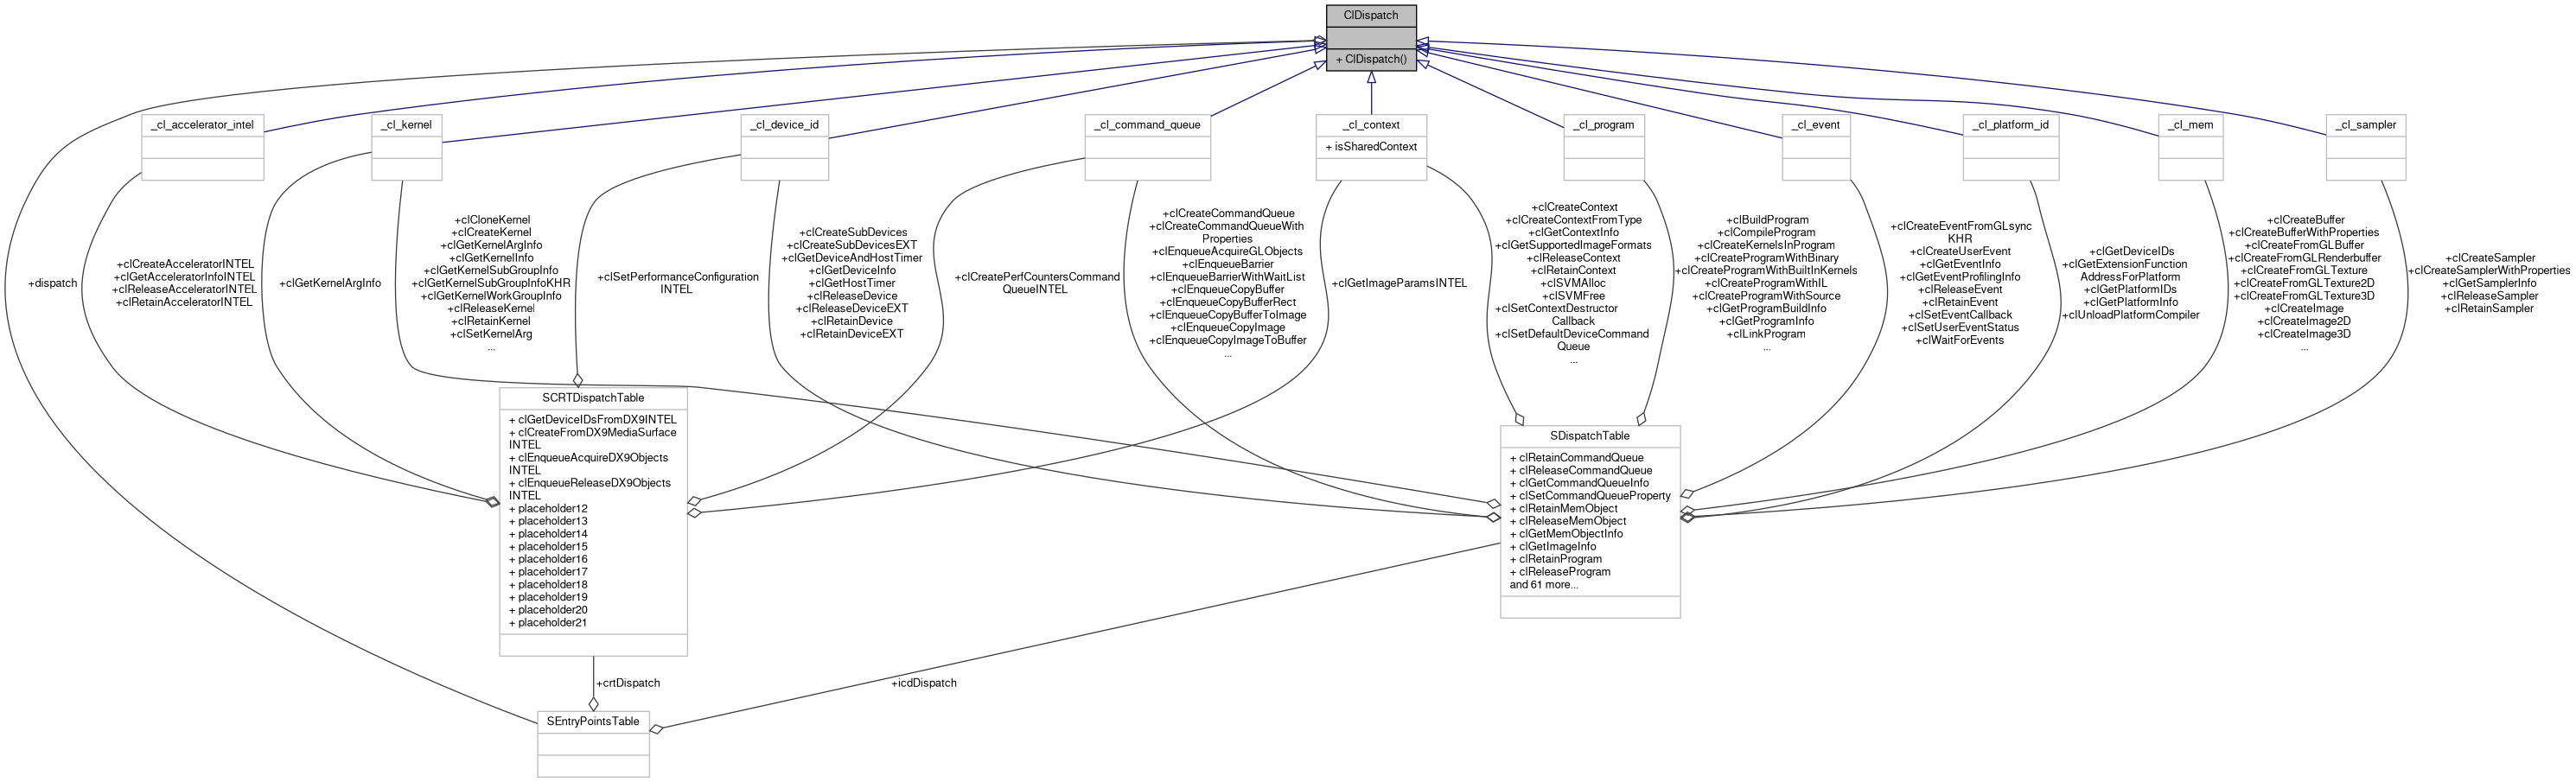 ClDispatch
+ ClDispatch()
_cl_accelerator_intel
_cl_kernel
_cl_device_id
_cl_command_queue
_cl_context
+ isSharedContext
_cl_program
_cl_event
_cl_platform_id
_cl_mem
_cl_sampler
+dispatch
+clCreateAcceleratorINTEL
+clGetAcceleratorInfoINTEL
+clReleaseAcceleratorINTEL
+clRetainAcceleratorINTEL
+clGetKernelArgInfo
+clCloneKernel
+clCreateKernel
+clGetKernelArgInfo
+clGetKernelInfo
+clGetKernelSubGroupInfo
+clGetKernelSubGroupInfoKHR
+clGetKernelWorkGroupInfo
+clReleaseKernel
+clRetainKernel
+clSetKernelArg
...
+clSetPerformanceConfiguration
INTEL
+clCreateSubDevices
+clCreateSubDevicesEXT
+clGetDeviceAndHostTimer
+clGetDeviceInfo
+clGetHostTimer
+clReleaseDevice
+clReleaseDeviceEXT
+clRetainDevice
+clRetainDeviceEXT
+clCreatePerfCountersCommand
QueueINTEL
+clCreateCommandQueue
+clCreateCommandQueueWith
Properties
+clEnqueueAcquireGLObjects
+clEnqueueBarrier
+clEnqueueBarrierWithWaitList
+clEnqueueCopyBuffer
+clEnqueueCopyBufferRect
+clEnqueueCopyBufferToImage
+clEnqueueCopyImage
+clEnqueueCopyImageToBuffer
...
+clGetImageParamsINTEL
+clCreateContext
+clCreateContextFromType
+clGetContextInfo
+clGetSupportedImageFormats
+clReleaseContext
+clRetainContext
+clSVMAlloc
+clSVMFree
+clSetContextDestructor
Callback
+clSetDefaultDeviceCommand
Queue
...
+clBuildProgram
+clCompileProgram
+clCreateKernelsInProgram
+clCreateProgramWithBinary
+clCreateProgramWithBuiltInKernels
+clCreateProgramWithIL
+clCreateProgramWithSource
+clGetProgramBuildInfo
+clGetProgramInfo
+clLinkProgram
...
+clCreateEventFromGLsync
KHR
+clCreateUserEvent
+clGetEventInfo
+clGetEventProfilingInfo
+clReleaseEvent
+clRetainEvent
+clSetEventCallback
+clSetUserEventStatus
+clWaitForEvents
+clGetDeviceIDs
+clGetExtensionFunction
AddressForPlatform
+clGetPlatformIDs
+clGetPlatformInfo
+clUnloadPlatformCompiler
+clCreateBuffer
+clCreateBufferWithProperties
+clCreateFromGLBuffer
+clCreateFromGLRenderbuffer
+clCreateFromGLTexture
+clCreateFromGLTexture2D
+clCreateFromGLTexture3D
+clCreateImage
+clCreateImage2D
+clCreateImage3D
...
+clCreateSampler
+clCreateSamplerWithProperties
+clGetSamplerInfo
+clReleaseSampler
+clRetainSampler
SCRTDispatchTable
+ clGetDeviceIDsFromDX9INTEL
+ clCreateFromDX9MediaSurface
INTEL
+ clEnqueueAcquireDX9Objects
INTEL
+ clEnqueueReleaseDX9Objects
INTEL
+ placeholder12
+ placeholder13
+ placeholder14
+ placeholder15
+ placeholder16
+ placeholder17
+ placeholder18
+ placeholder19
+ placeholder20
+ placeholder21
SDispatchTable
+ clRetainCommandQueue
+ clReleaseCommandQueue
+ clGetCommandQueueInfo
+ clSetCommandQueueProperty
+ clRetainMemObject
+ clReleaseMemObject
+ clGetMemObjectInfo
+ clGetImageInfo
+ clRetainProgram
+ clReleaseProgram
and 61 more...
+crtDispatch
+icdDispatch
SEntryPointsTable